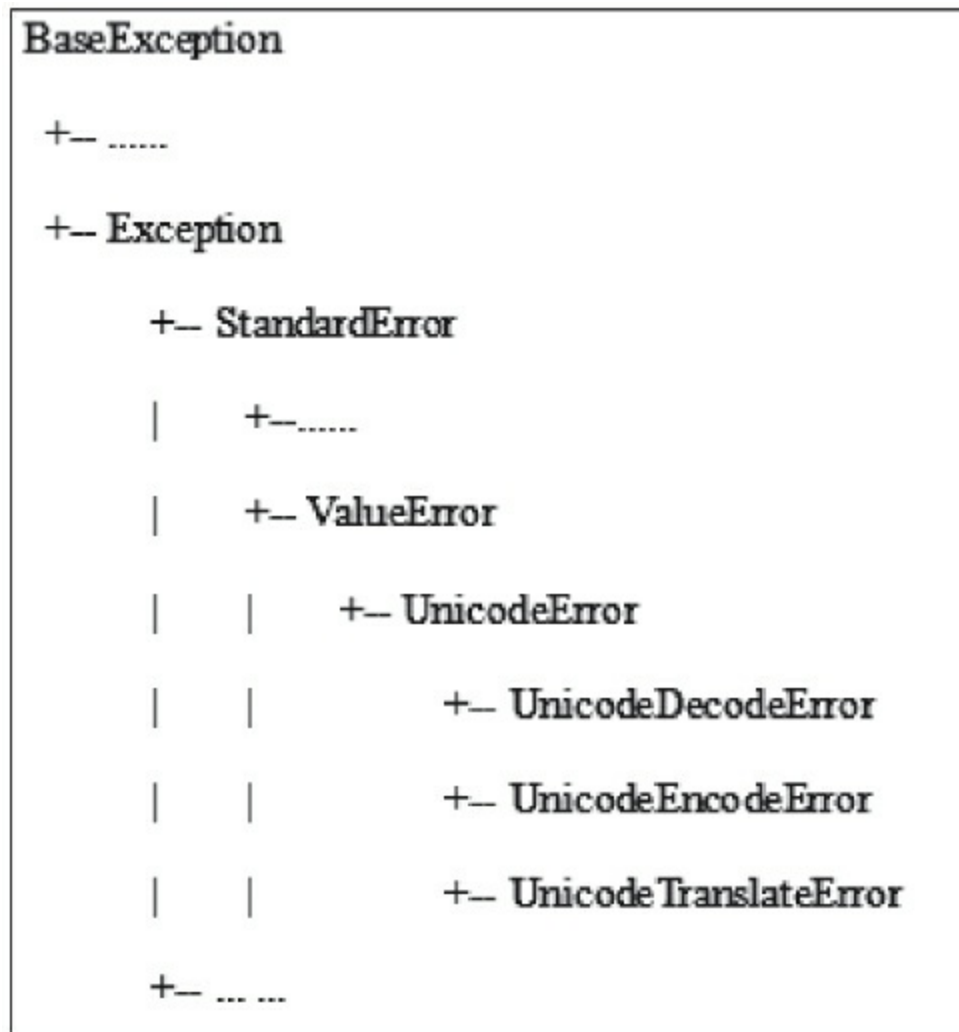 BaseException
+-- ......
+-- Exception
+-- StandardError
| +--......
| +-- ValueError
| | +-- UnicodeError
| | +-- UnicodeDecodeError
| | +-- UnicodeEncodeError
| | +-- UnicodeTranslateError
+-- ... ...